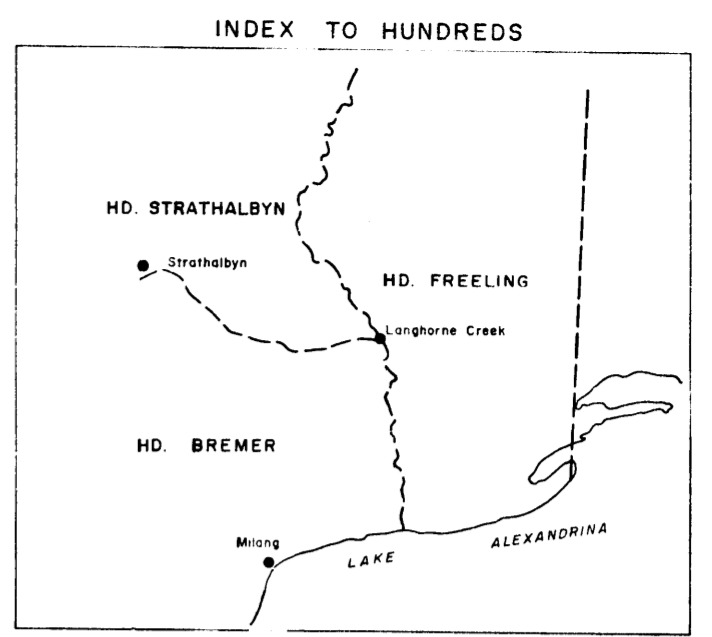 INDEX TO HUNDREDS
HD. STRATHALBYN
Strathalbyn
HD. FREELING
Langhorne Creek
HD. BREMER
Milang
LAKE ALEXANDRINA